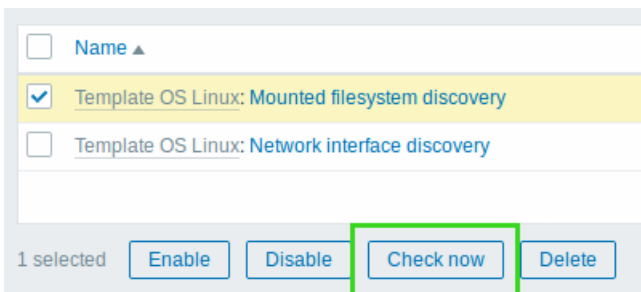 Name ▲
Template OS Linux: Mounted filesystem discovery
Template OS Linux: Network interface discovery
1 selected Enable Disable Check now Delete